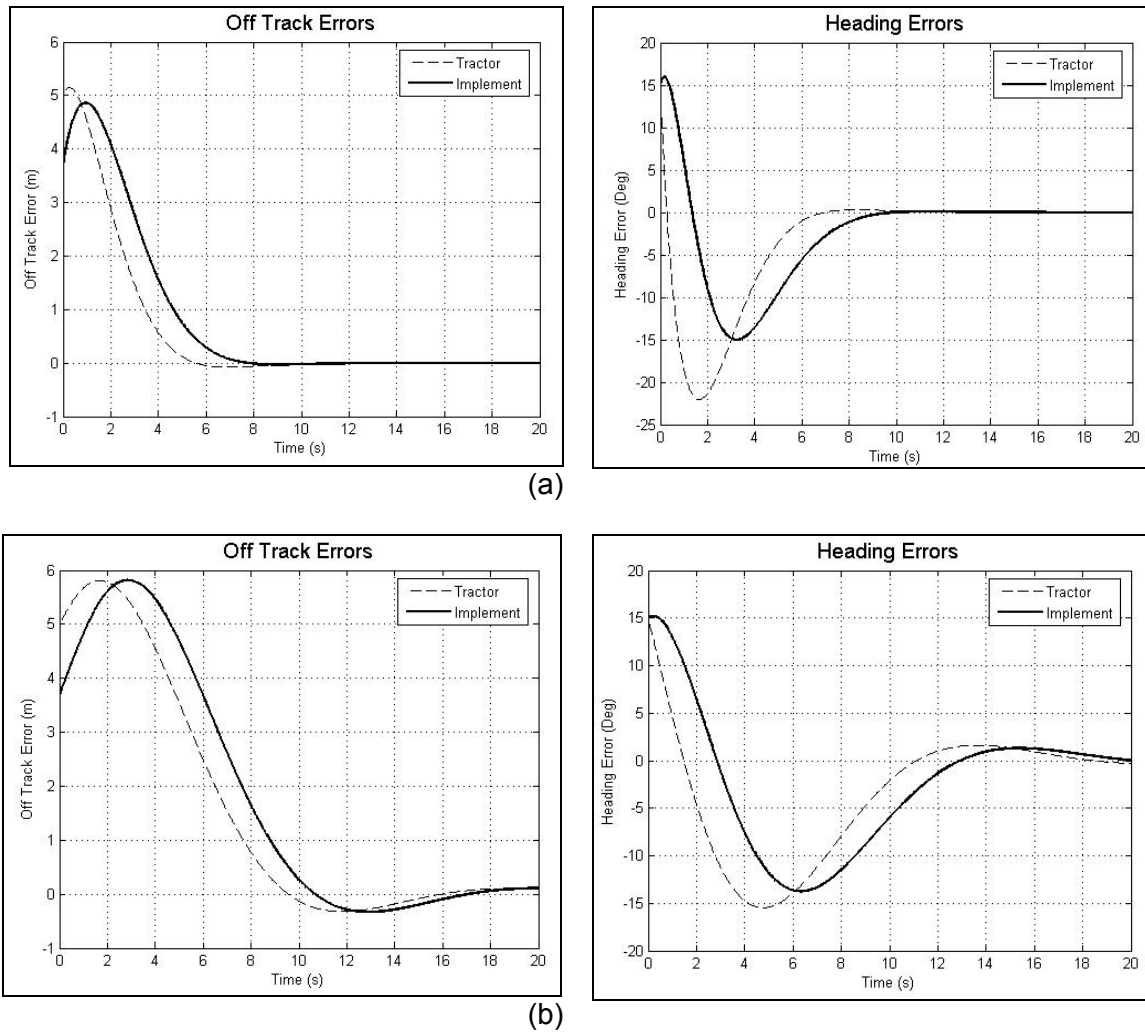 Off Track Errors
6
5
4
3
2
1
0
-1
Off Track Error (m)
0 2 4 6 8 10 12 14 16 18 20
Time (s)
Tractor
Implement
Heading Errors
20
15
10
5
0
-5
-10
-15
-20
-25
Heading Error (Deg)
0 2 4 6 8 10 12 14 16 18 20
Time (s)
Tractor
Implement
(a)
Off Track Errors
6
5
4
3
2
1
0
-1
Off Track Error (m)
0 2 4 6 8 10 12 14 16 18 20
Time (s)
Tractor
Implement
Heading Errors
20
15
10
5
0
-5
-10
-15
-20
Heading Error (Deg)
0 2 4 6 8 10 12 14 16 18 20
Time (s)
Tractor
Implement
(b)